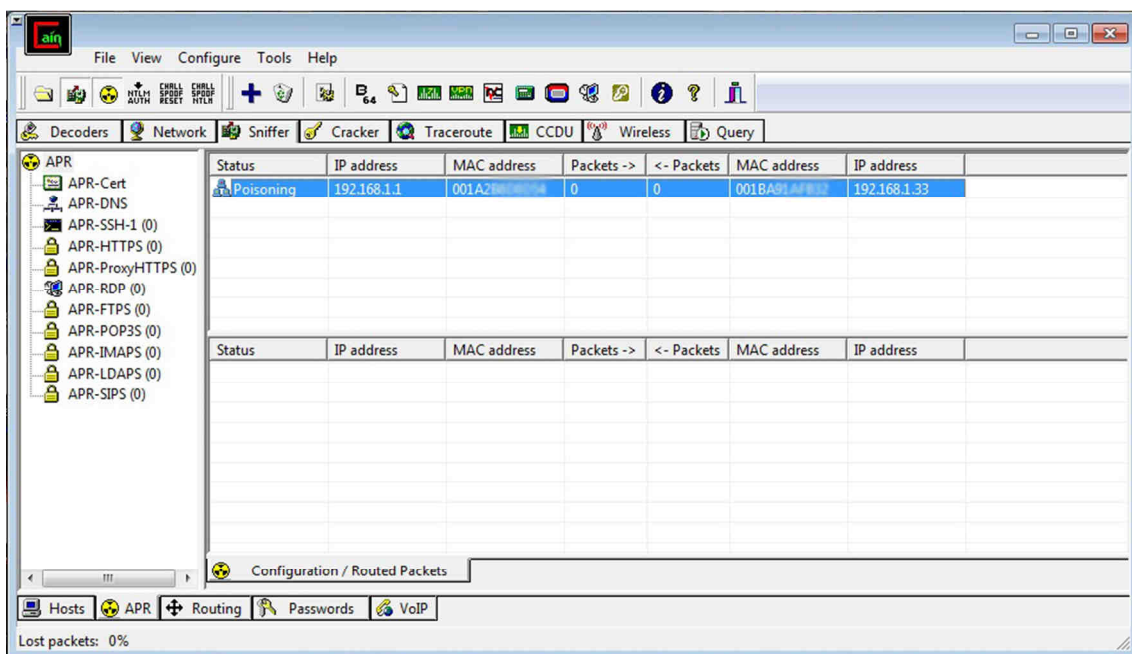 aın
File View Configure Tools Help
NTLM AUTH CHALL SPOOF RESET CHALL SPOOF NTLM B64
Decoders Network Sniffer Cracker Traceroute CCDU Wireless Query
APR
APR-Cert
APR-DNS
APR-SSH-1 (0)
APR-HTTPS (0)
APR-ProxyHTTPS (0)
APR-RDP (0)
APR-FTPS (0)
APR-POP3S (0)
APR-IMAPS (0)
APR-LDAPS (0)
APR-SIPS (0)
Status IP address MAC address Packets -> <- Packets MAC address IP address
Poisoning 192.168.1.1 0 0 192.168.1.33
Status IP address MAC address Packets -> <- Packets MAC address IP address
Configuration / Routed Packets
Hosts APR Routing Passwords VoIP
Lost packets: 0%